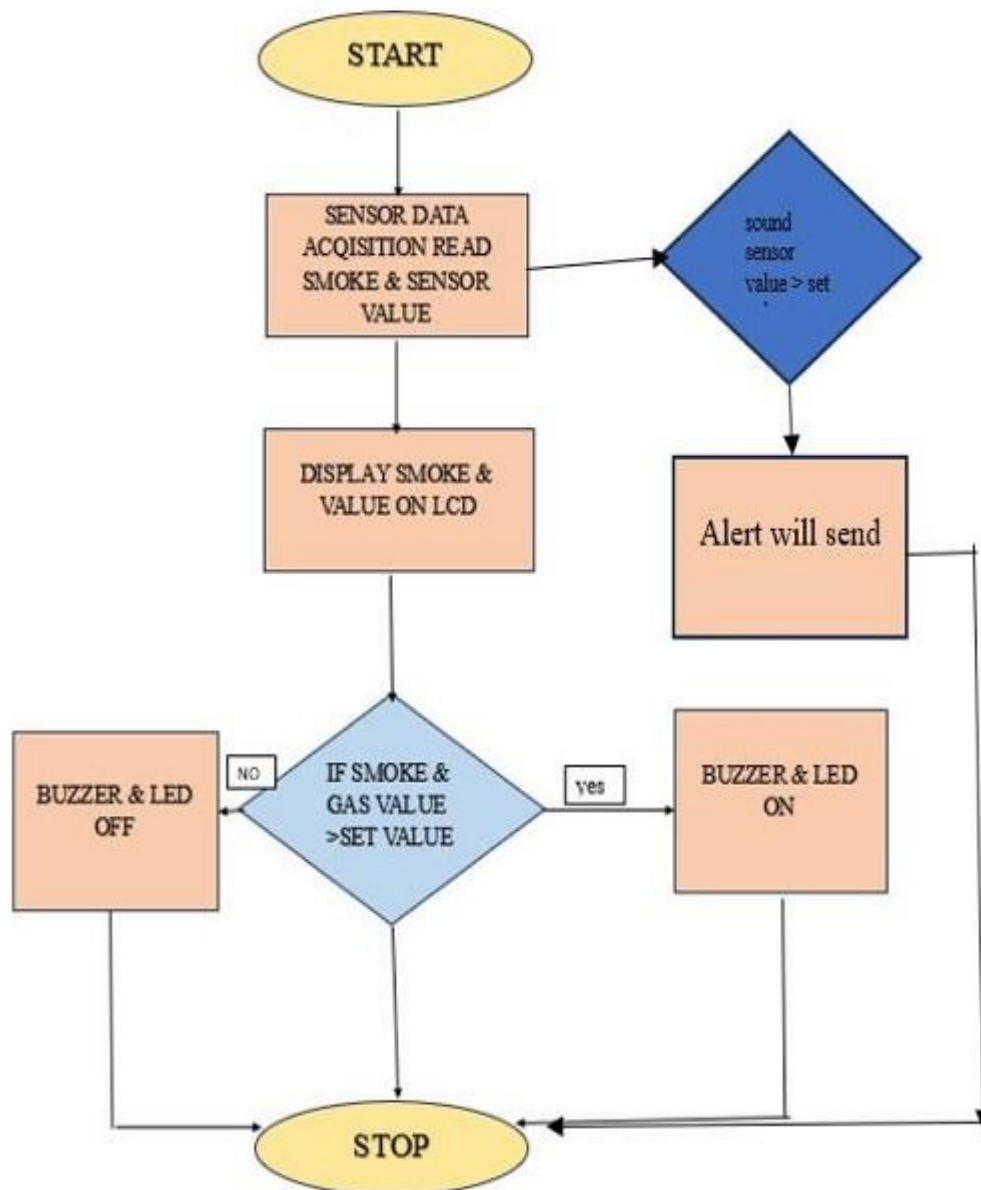 START
SENSOR DATA
ACQISITION READ
SMOKE & SENSOR
VALUE
sound
sensor
value > set
DISPLAY SMOKE &
VALUE ON LCD
Alert will send
BUZZER & LED
OFF
NO
IF SMOKE &
GAS VALUE
>SET VALUE
yes
BUZZER & LED
ON
STOP